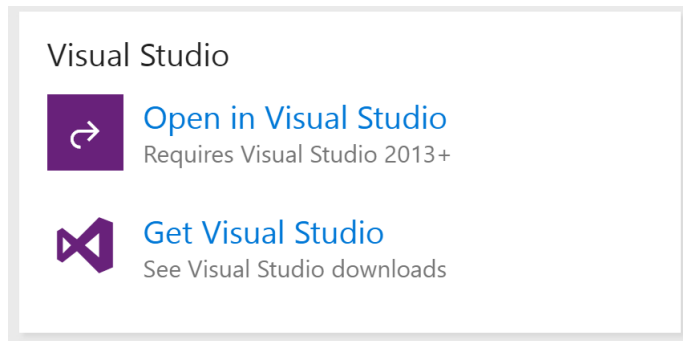 Visual Studio
Open in Visual Studio
Requires Visual Studio 2013+
Get Visual Studio
See Visual Studio downloads